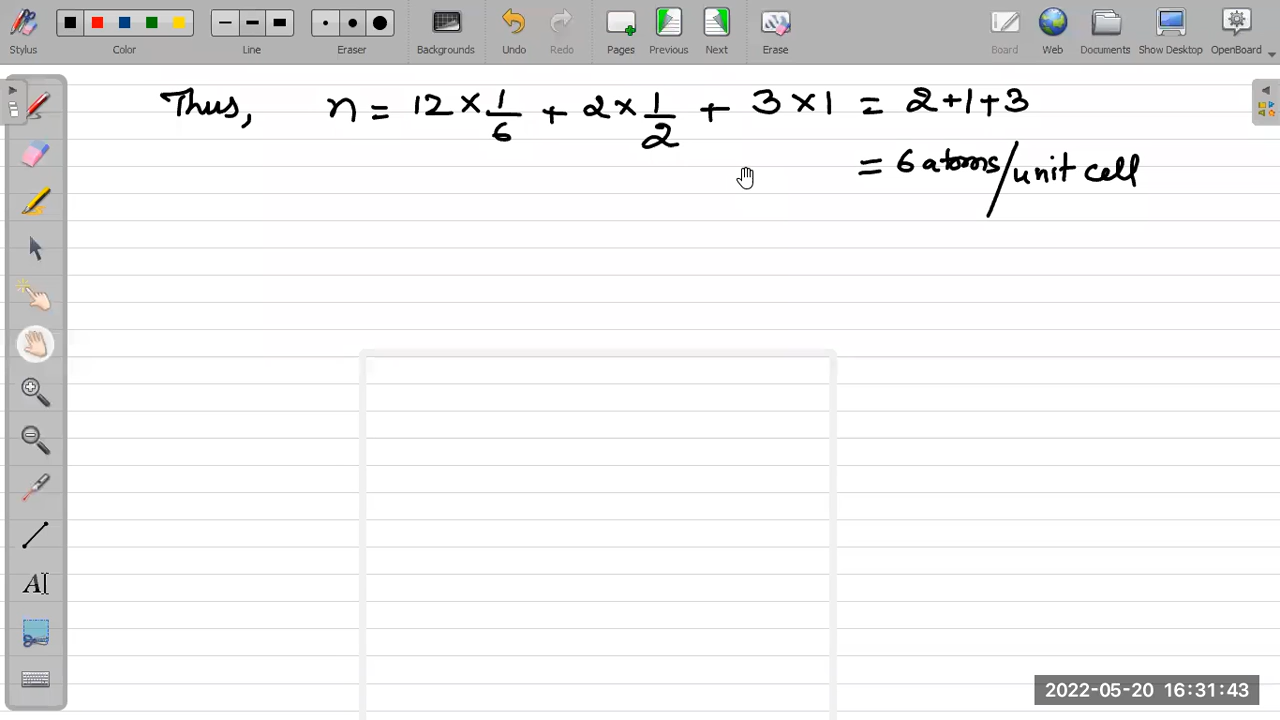 Stylus Color Line Eraser Backgrounds Undo Redo Pages Previous Next Erase Board Web Documents Show Desktop OpenBoard
Thus, n = 12 × 1/6 + 2 × 1/2 + 3 × 1 = 2+1+3
= 6 atoms/unit cell
AI
2022-05-20 16:31:43